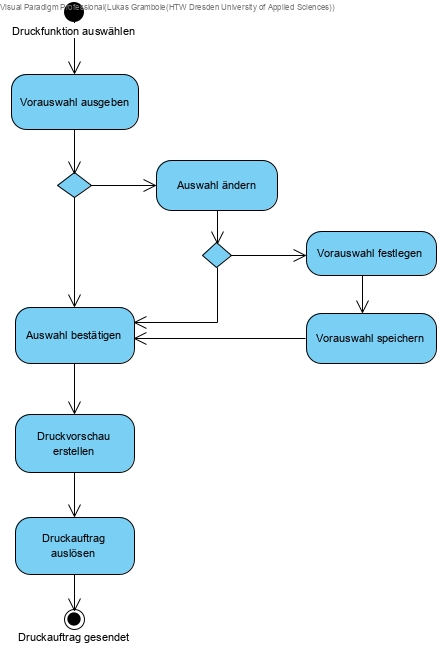 Visual Paradigm Professional(Lukas Grambole(HTW Dresden University of Applied Sciences))
Druckfunktion auswählen
Vorauswahl ausgeben
Auswahl ändern
Vorauswahl festlegen
Auswahl bestätigen
Vorauswahl speichern
Druckvorschau
erstellen
Druckauftrag
auslösen
Druckauftrag gesendet